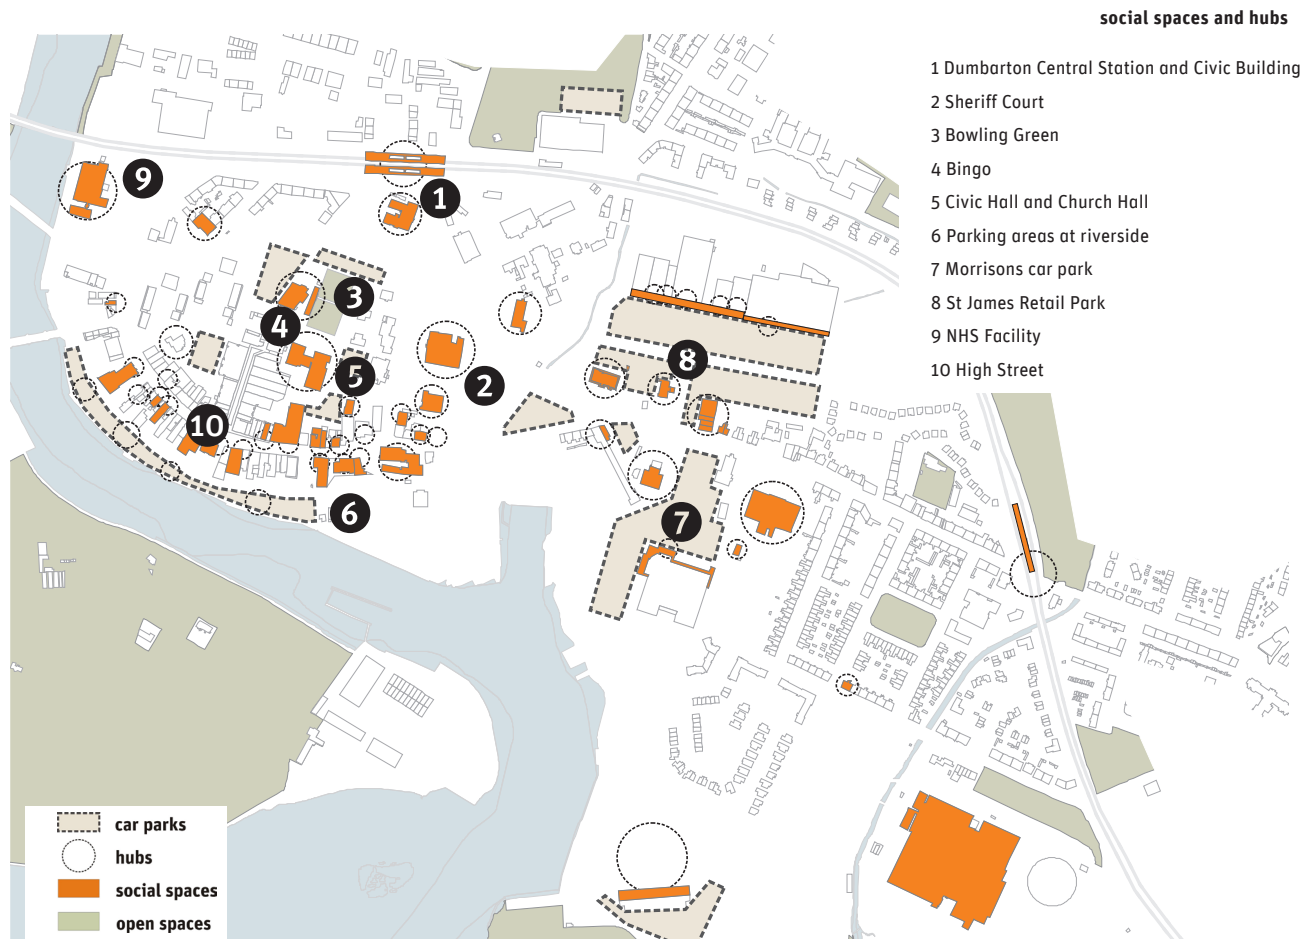 social spaces and hubs
1 Dumbarton Central Station and Civic Building
2 Sheriff Court
3 Bowling Green
4 Bingo
5 Civic Hall and Church Hall
6 Parking areas at riverside
7 Morrisons car park
8 St James Retail Park
9 NHS Facility
10 High Street
9
1
3
4
8
5
2
10
6
7
car parks
hubs
social spaces
open spaces